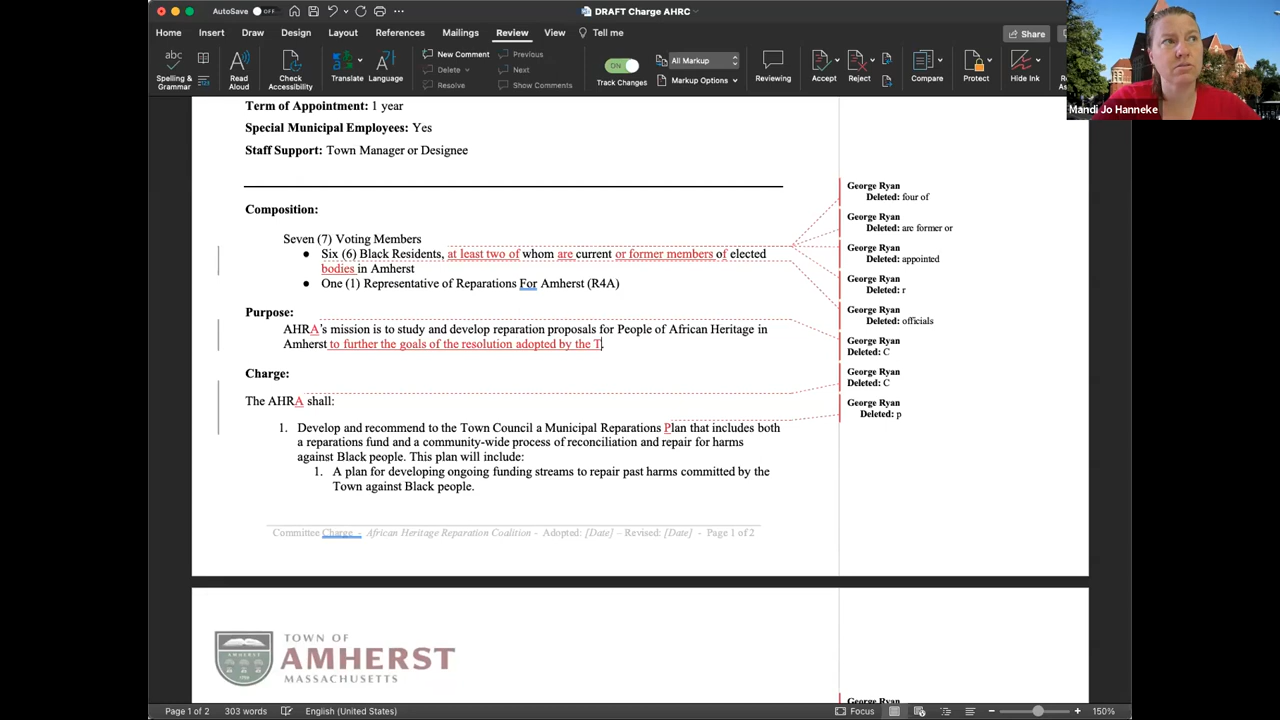 AutoSave OFF
DRAFT Charge AHRC
Home Insert Draw Design Layout References Mailings Review View Tell me
Share
Spelling & Grammar
Read Aloud
Check Accessibility
Translate
Language
New Comment
Delete
Resolve
Previous
Next
Show Comments
ON
Track Changes
All Markup
Markup Options
Reviewing
Accept
Reject
Compare
Protect
Hide Ink
Mandi Jo Hanneke
Term of Appointment: 1 year
Special Municipal Employees: Yes
Staff Support: Town Manager or Designee
Composition:
Seven (7) Voting Members
● Six (6) Black Residents, at least two of whom are current or former members of elected
bodies in Amherst
● One (1) Representative of Reparations For Amherst (R4A)
Purpose:
AHRA's mission is to study and develop reparation proposals for People of African Heritage in
Amherst to further the goals of the resolution adopted by the T.
Charge:
The AHRA shall:
1. Develop and recommend to the Town Council a Municipal Reparations Plan that includes both
a reparations fund and a community-wide process of reconciliation and repair for harms
against Black people. This plan will include:
1. A plan for developing ongoing funding streams to repair past harms committed by the
Town against Black people.
Committee Charge - African Heritage Reparation Coalition - Adopted: [Date] – Revised: [Date] - Page 1 of 2
George Ryan
Deleted: four of
George Ryan
Deleted: are former or
George Ryan
Deleted: appointed
George Ryan
Deleted: r
George Ryan
Deleted: officials
George Ryan
Deleted: C
George Ryan
Deleted: C
George Ryan
Deleted: p
TOWN OF
AMHERST
MASSACHUSETTS
George Ryan
Page 1 of 2 303 words English (United States) Focus 150%